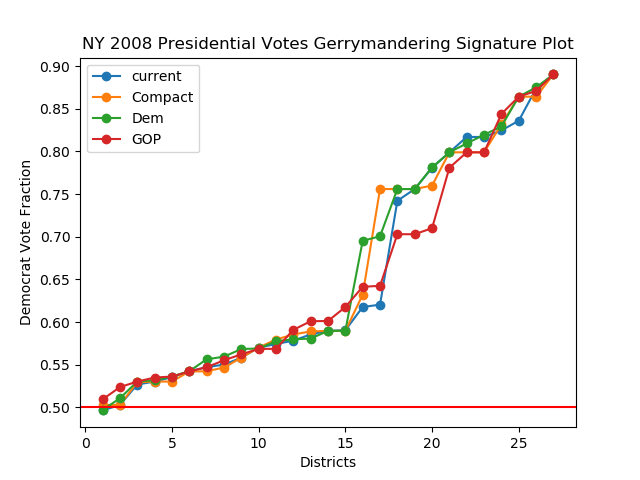 NY 2008 Presidential Votes Gerrymandering Signature Plot
current
Compact
Dem
GOP
Democrat Vote Fraction
0.90
0.85
0.80
0.75
0.70
0.65
0.60
0.55
0.50
0
5
10
15
20
25
Districts